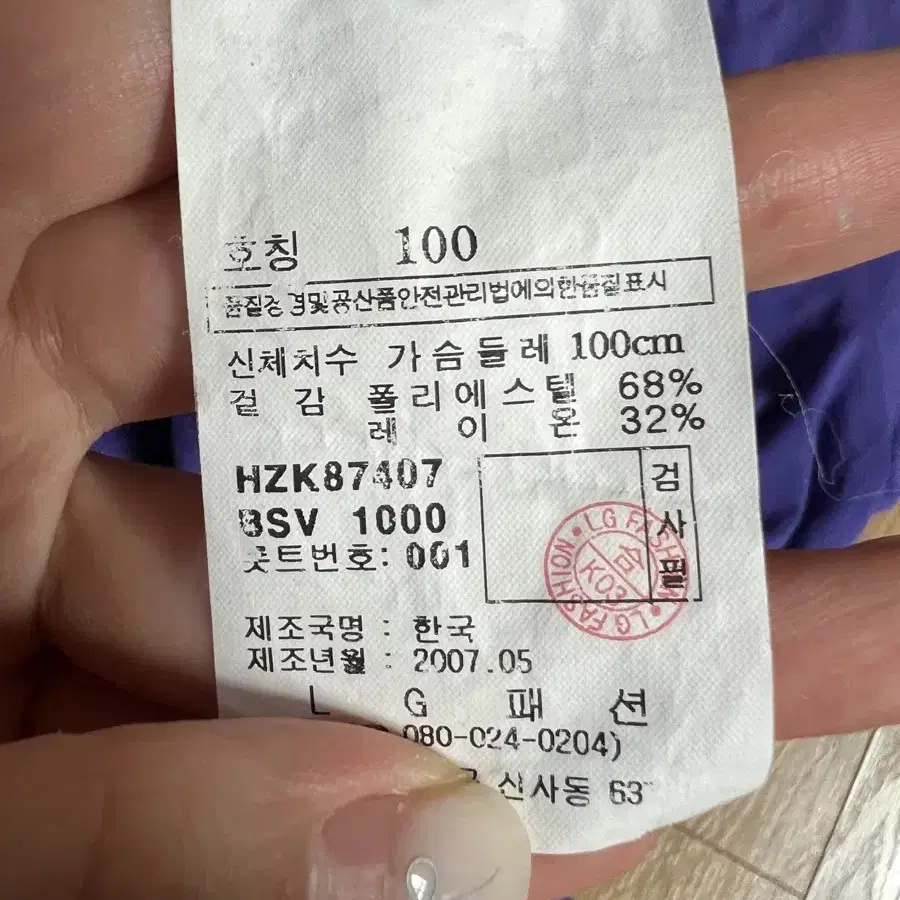 호칭 100
품질경영및공산품안전관리법에의한품질표시
신체치수 가슴둘레 100cm
겉감 폴리에스텔 68%
레이온 32%
HZK87407
BSV 1000
롯트번호: 001
검사필
LG FASHION • LG FASHION •
합
K03
제조국명 : 한국
제조년월 : 2007.05
LG패션
080-024-0204)
신사동 63